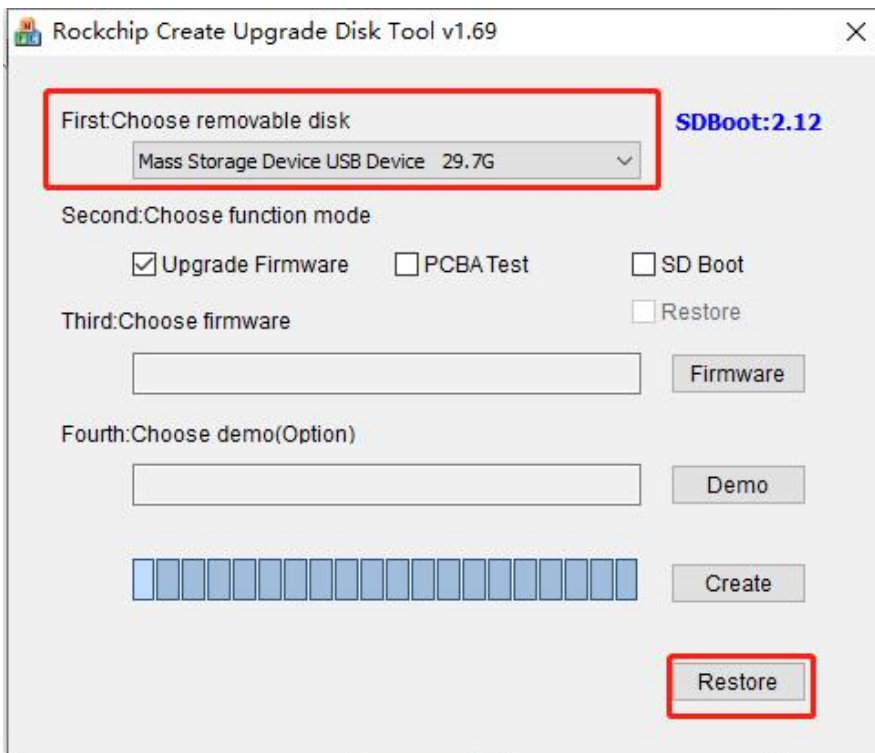 Rockchip Create Upgrade Disk Tool v1.69
First:Choose removable disk
SDBoot:2.12
Mass Storage Device USB Device 29.7G
Second:Choose function mode
Upgrade Firmware
PCBA Test
SD Boot
Restore
Third:Choose firmware
Firmware
Fourth:Choose demo(Option)
Demo
Create
Restore